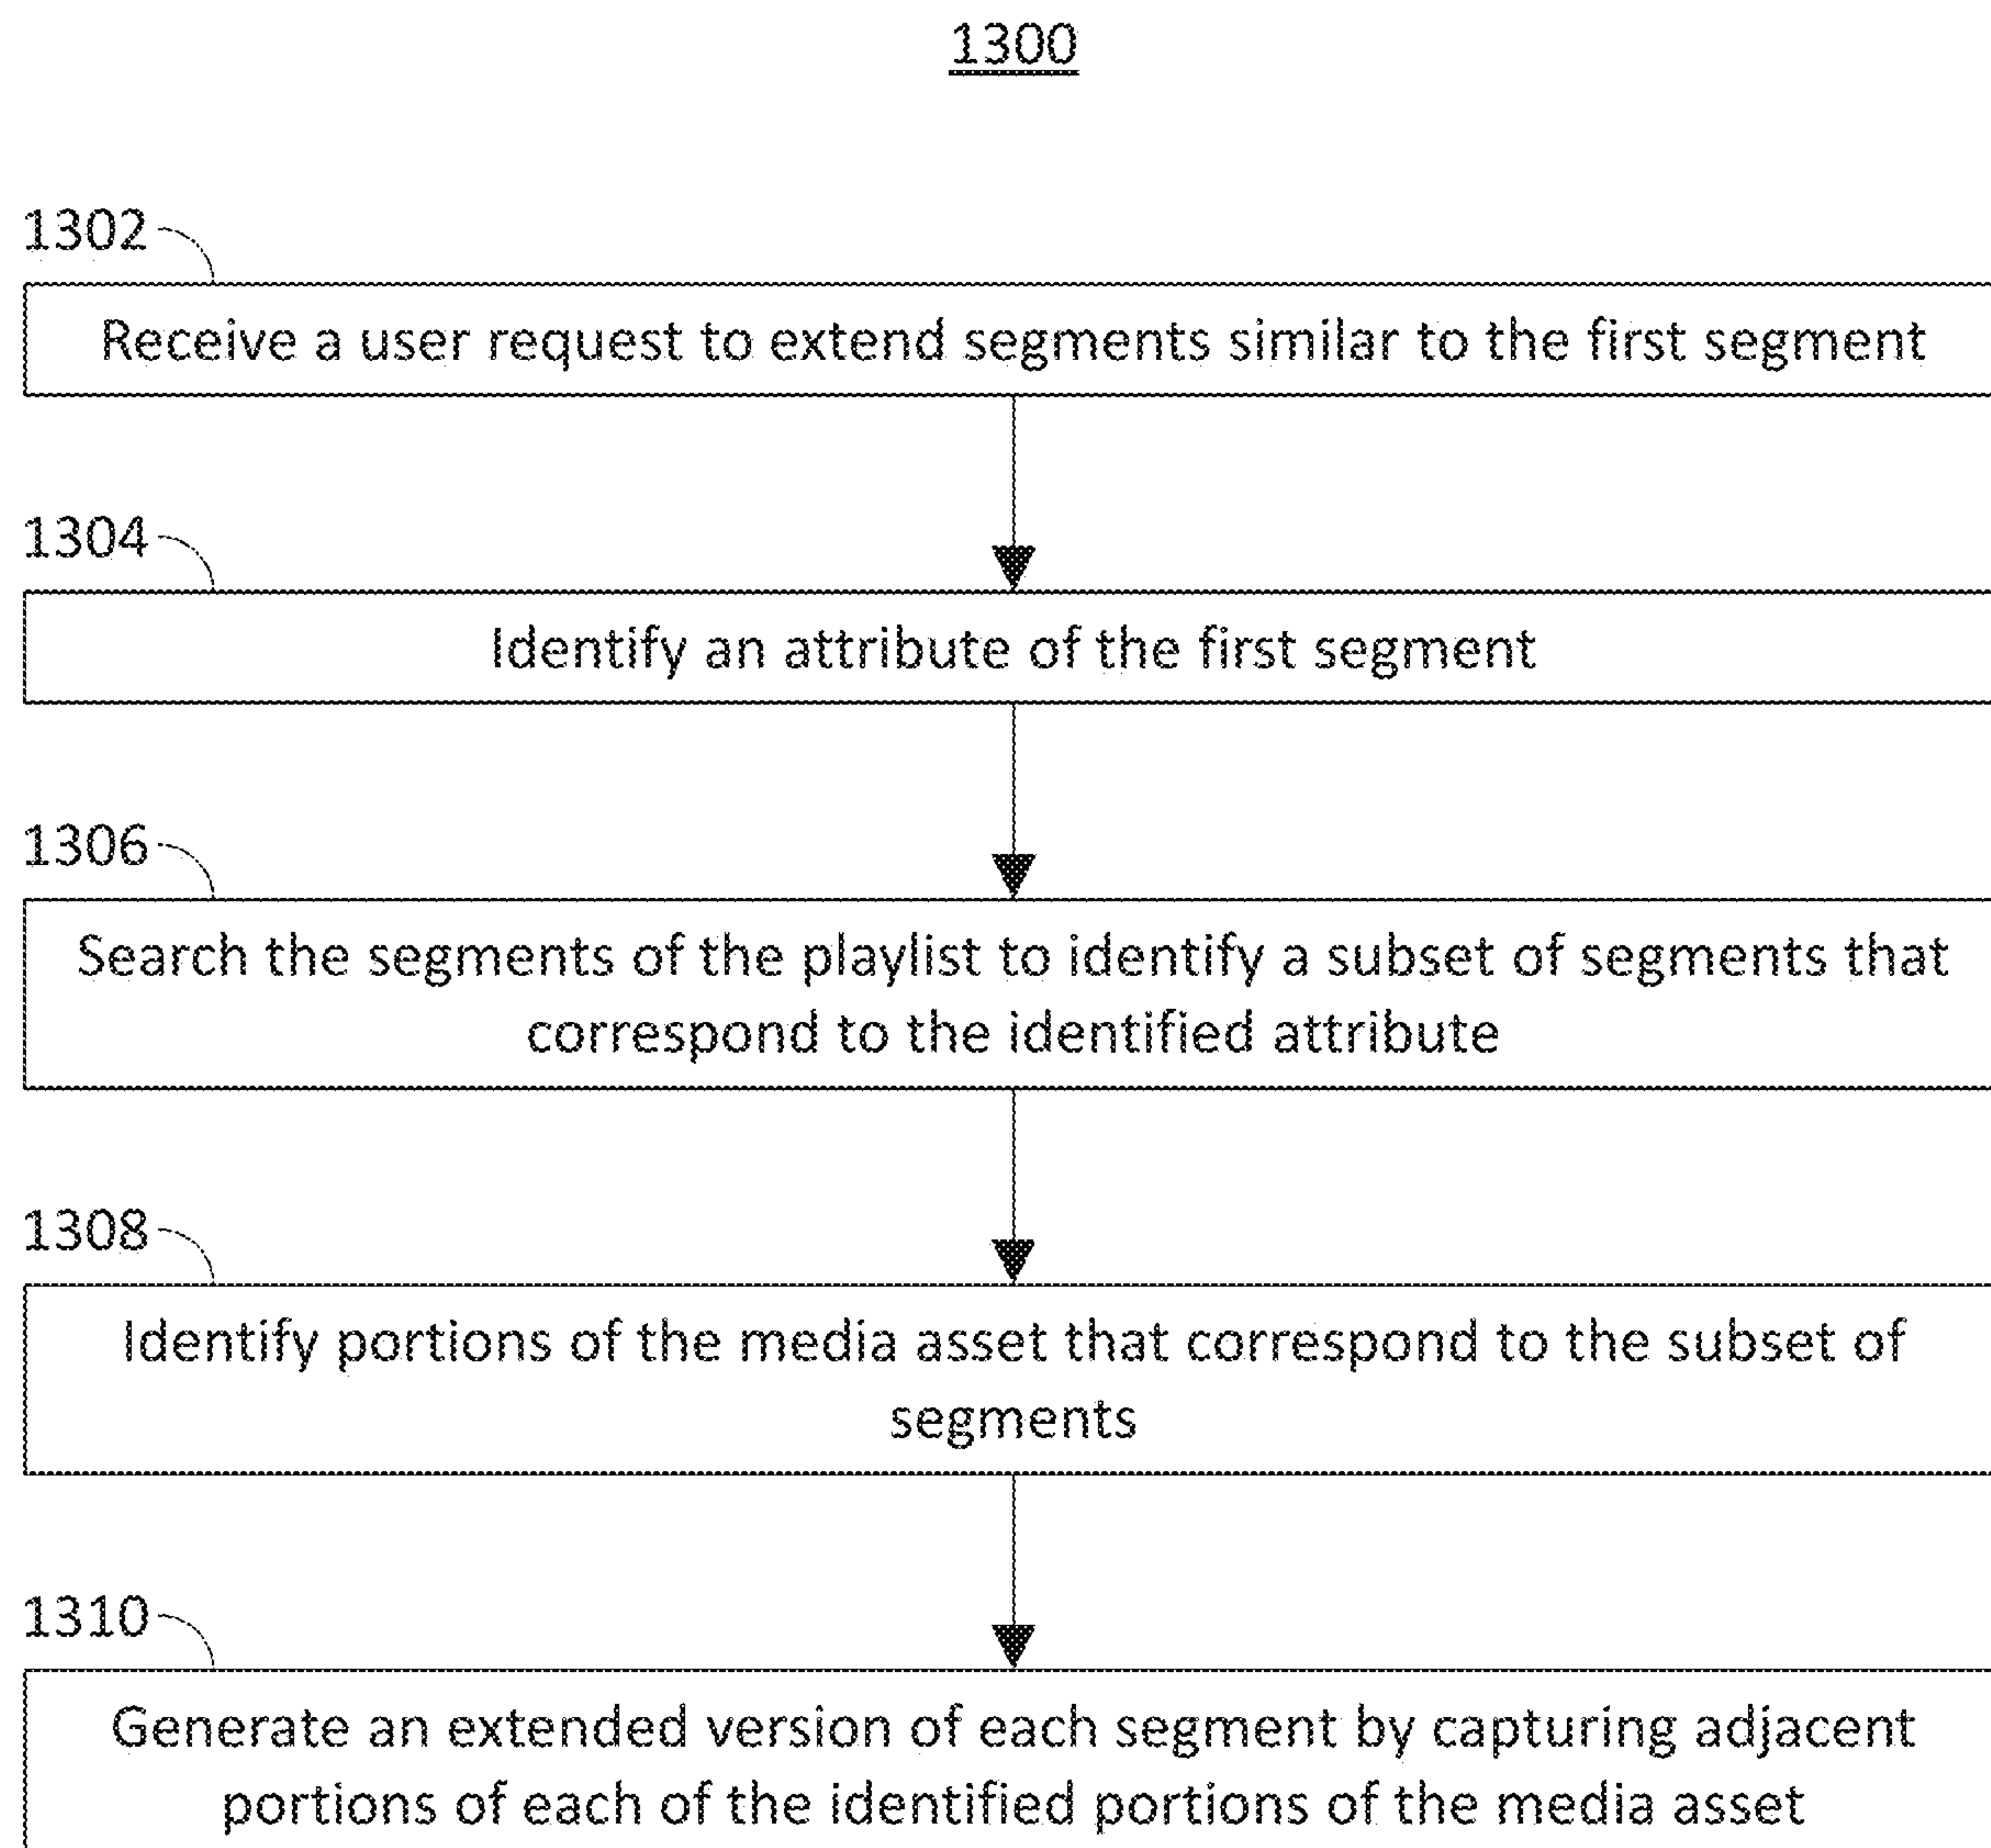 1300
1302
Receive a user request to extend segments similar to the first segment
1304
Identify an attribute of the first segment
1306
Search the segments of the playlist to identify a subset of segments that
correspond to the identified attribute
1308
Identify portions of the media asset that correspond to the subset of
segments
1310
Generate an extended version of each segment by capturing adjacent
portions of each of the identified portions of the media asset